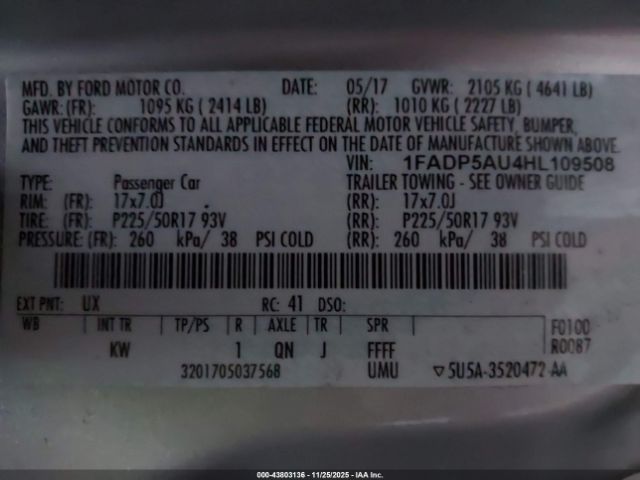 MFD. BY FORD MOTOR CO. DATE: 05/17 GVWR: 2105 KG ( 4641 LB)
GAWR: (FR): 1095 KG ( 2414 LB) (RR): 1010 KG ( 2227 LB)
THIS VEHICLE CONFORMS TO ALL APPLICABLE FEDERAL MOTOR VEHICLE SAFETY, BUMPER,
AND THEFT PREVENTION STANDARDS IN EFFECT ON THE DATE OF MANUFACTURE SHOWN ABOVE.
VIN: 1FADP5AU4HL109508
TYPE: Passenger Car TRAILER TOWING - SEE OWNER GUIDE
RIM: (FR): 17x7.0J (RR): 17x7.0J
TIRE: (FR): P225/50R17 93V (RR): P225/50R17 93V
PRESSURE: (FR): 260 kPa/ 38 PSI COLD (RR): 260 kPa/ 38 PSI COLD
EXT PNT: UX RC: 41 DSO:
WB INT TR TP/PS R AXLE TR SPR F0100
KW 1 QN J FFFF R0087
3201705037568 UMU ▽5U5A-3520472-AA
000-43803136 - 11/25/2025 - IAA Inc.